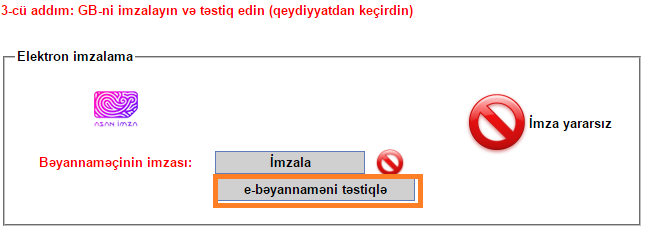 3-cü addım: GB-ni imzalayın və təstiq edin (qeydiyyatdan keçirdin)
Elektron imzalama
ASAN İMZA
İmza yararsız
Bəyannaməçinin imzası:
İmzala
e-bəyannaməni təstiqlə